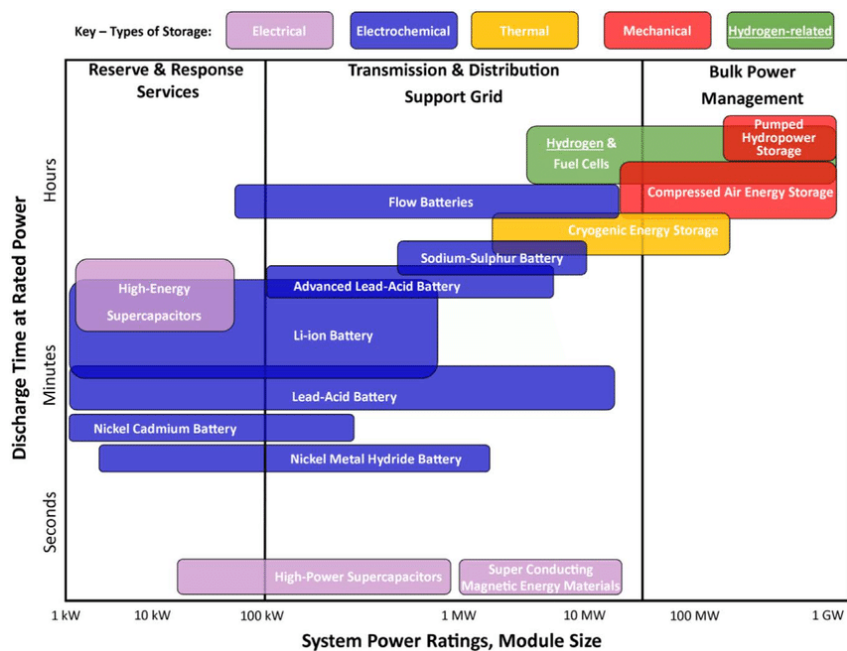 Key – Types of Storage: Electrical Electrochemical Thermal Mechanical Hydrogen-related
Reserve & Response
Services
Transmission & Distribution
Support Grid
Bulk Power
Management
Pumped
Hydropower
Storage
Hydrogen &
Fuel Cells
Compressed Air Energy Storage
Flow Batteries
Cryogenic Energy Storage
Sodium-Sulphur Battery
High-Energy
Supercapacitors
Advanced Lead-Acid Battery
Li-ion Battery
Lead-Acid Battery
Nickel Cadmium Battery
Nickel Metal Hydride Battery
High-Power Supercapacitors
Super Conducting
Magnetic Energy Materials
Discharge Time at Rated Power
Hours
Minutes
Seconds
1 kW 10 kW 100 kW 1 MW 10 MW 100 MW 1 GW
System Power Ratings, Module Size